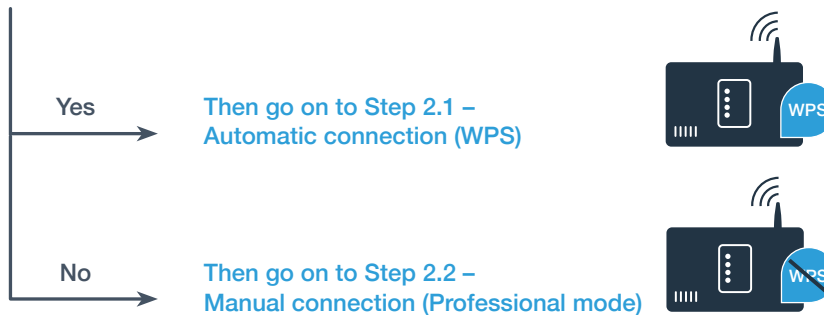 Yes
Then go on to Step 2.1 –
Automatic connection (WPS)
WPS
No
Then go on to Step 2.2 –
Manual connection (Professional mode)
WPS